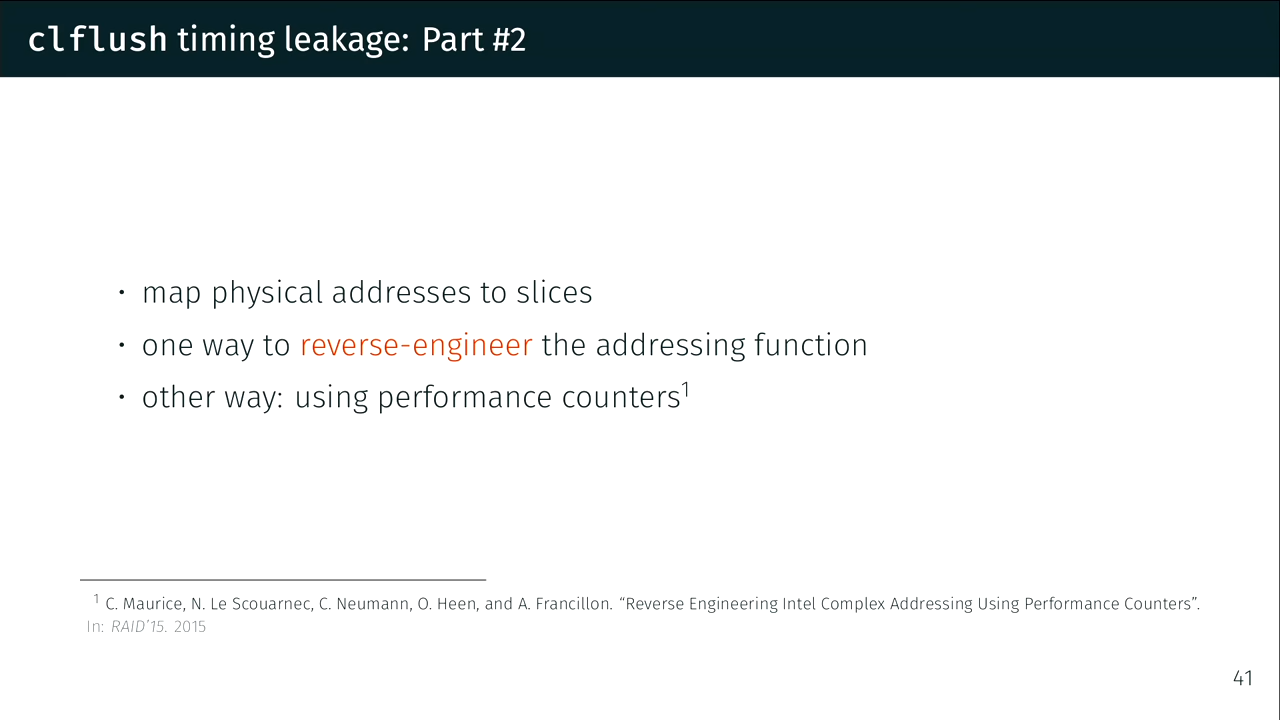 clflush timing leakage: Part #2
· map physical addresses to slices
· one way to reverse-engineer the addressing function
· other way: using performance counters¹
¹ C. Maurice, N. Le Scouarnec, C. Neumann, O. Heen, and A. Francillon. “Reverse Engineering Intel Complex Addressing Using Performance Counters”.
In: RAID’15. 2015
41